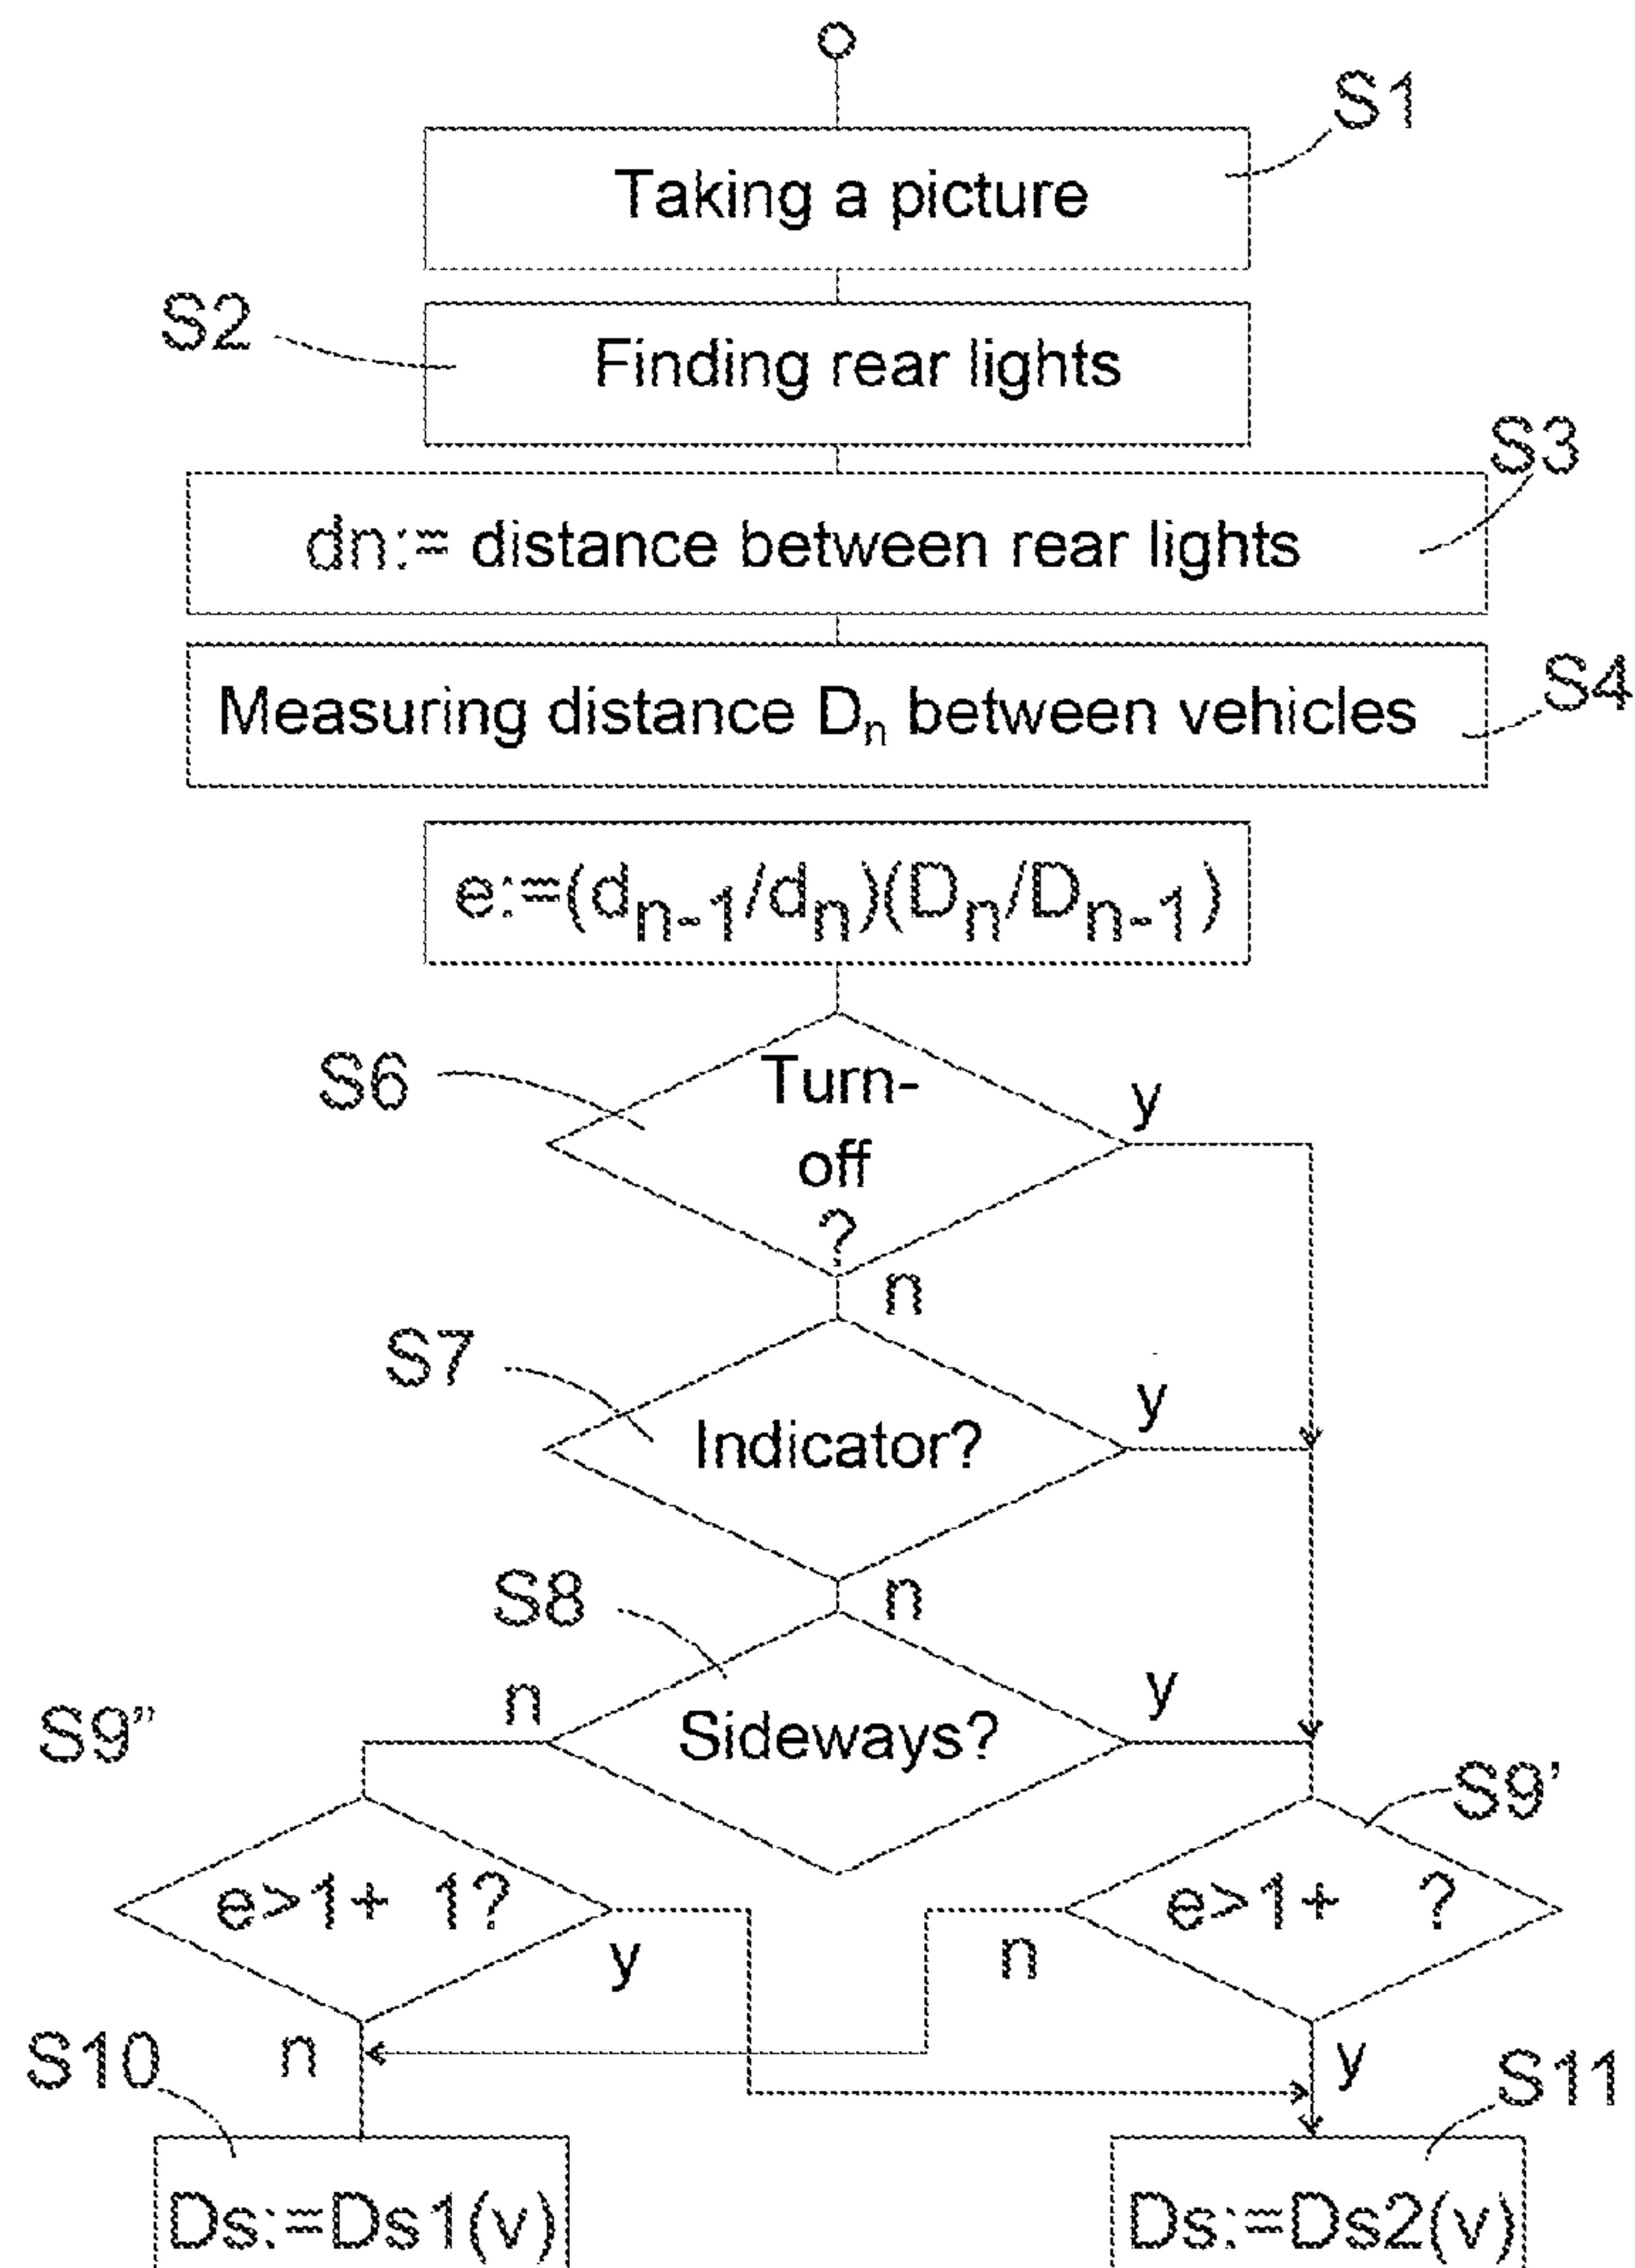 S1
Taking a picture
S2
Finding rear lights
S3
dn:= distance between rear lights
S4
Measuring distance Dₙ between vehicles
e:=(dₙ₋₁/dₙ)(Dₙ/Dₙ₋₁)
S6
Turn-
off
?
y
n
S7
Indicator?
y
n
S8
Sideways?
n
y
S9”
S9’
e>1+ 1?
e>1+ ?
y
n
S10
n
y
S11
Ds:=Ds1(v)
Ds:=Ds2(v)